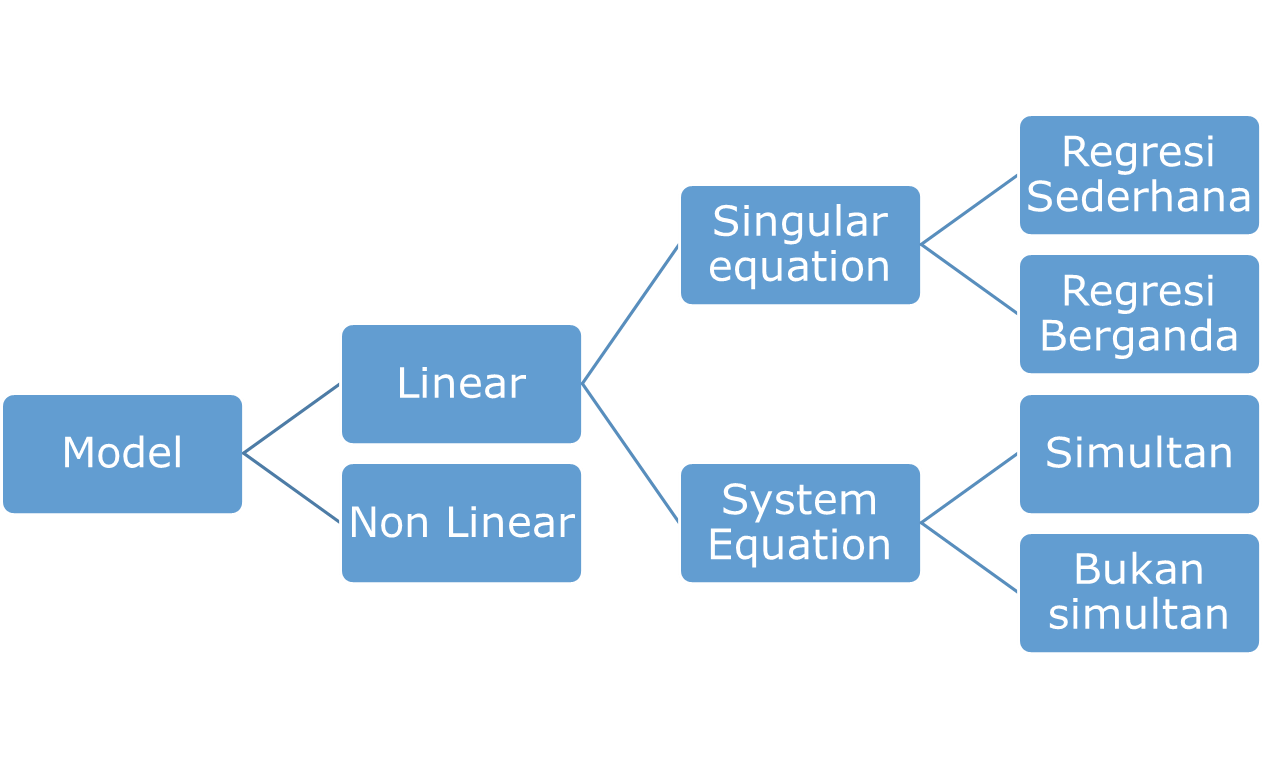 Model
Linear
Non Linear
Singular
equation
System
Equation
Regresi
Sederhana
Regresi
Berganda
Simultan
Bukan
simultan